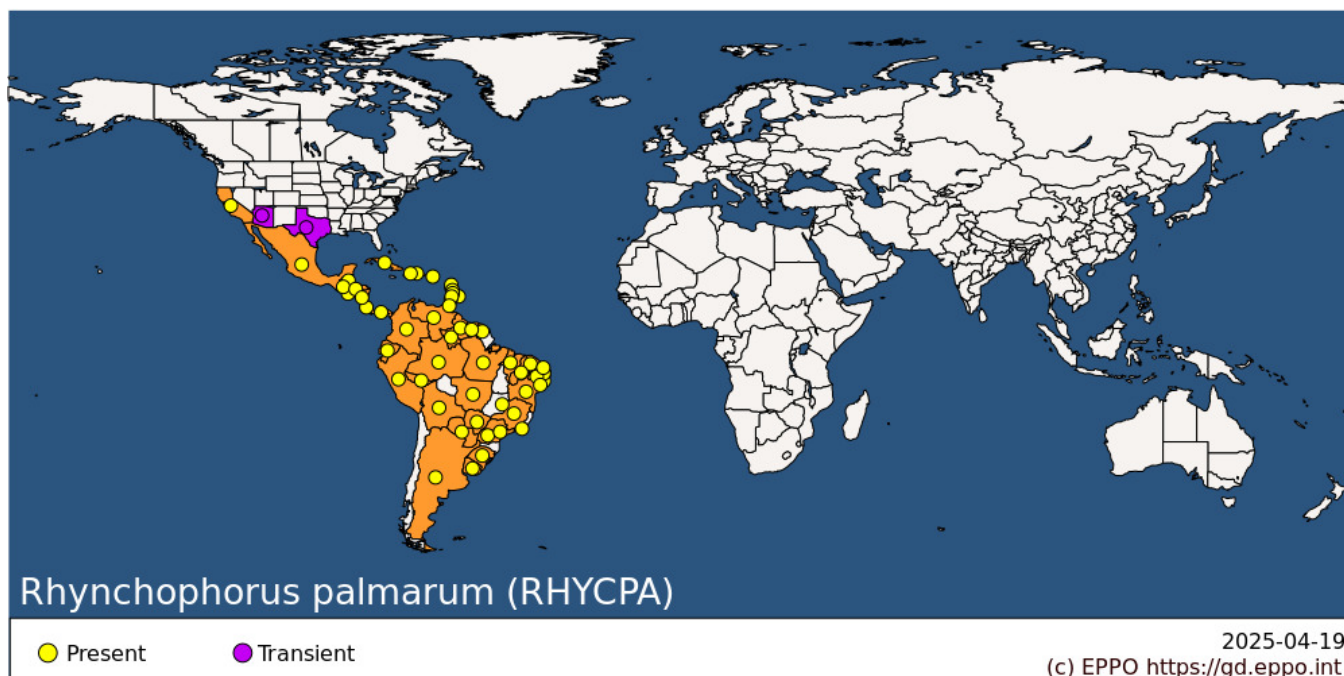 Rhynchophorus palmarum (RHYCPA)
Present
Transient
2025-04-19
(c) EPPO https://gd.eppo.int